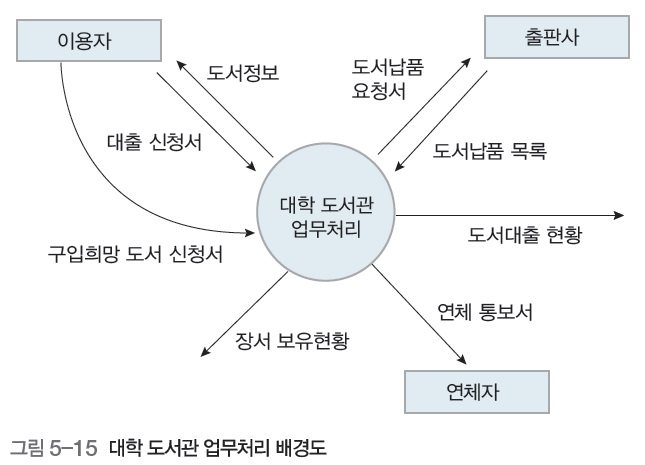 이용자
출판사
도서정보
도서납품
요청서
대출 신청서
도서납품 목록
대학 도서관
업무처리
도서대출 현황
구입희망 도서 신청서
연체 통보서
장서 보유현황
연체자
그림 5-15 대학 도서관 업무처리 배경도